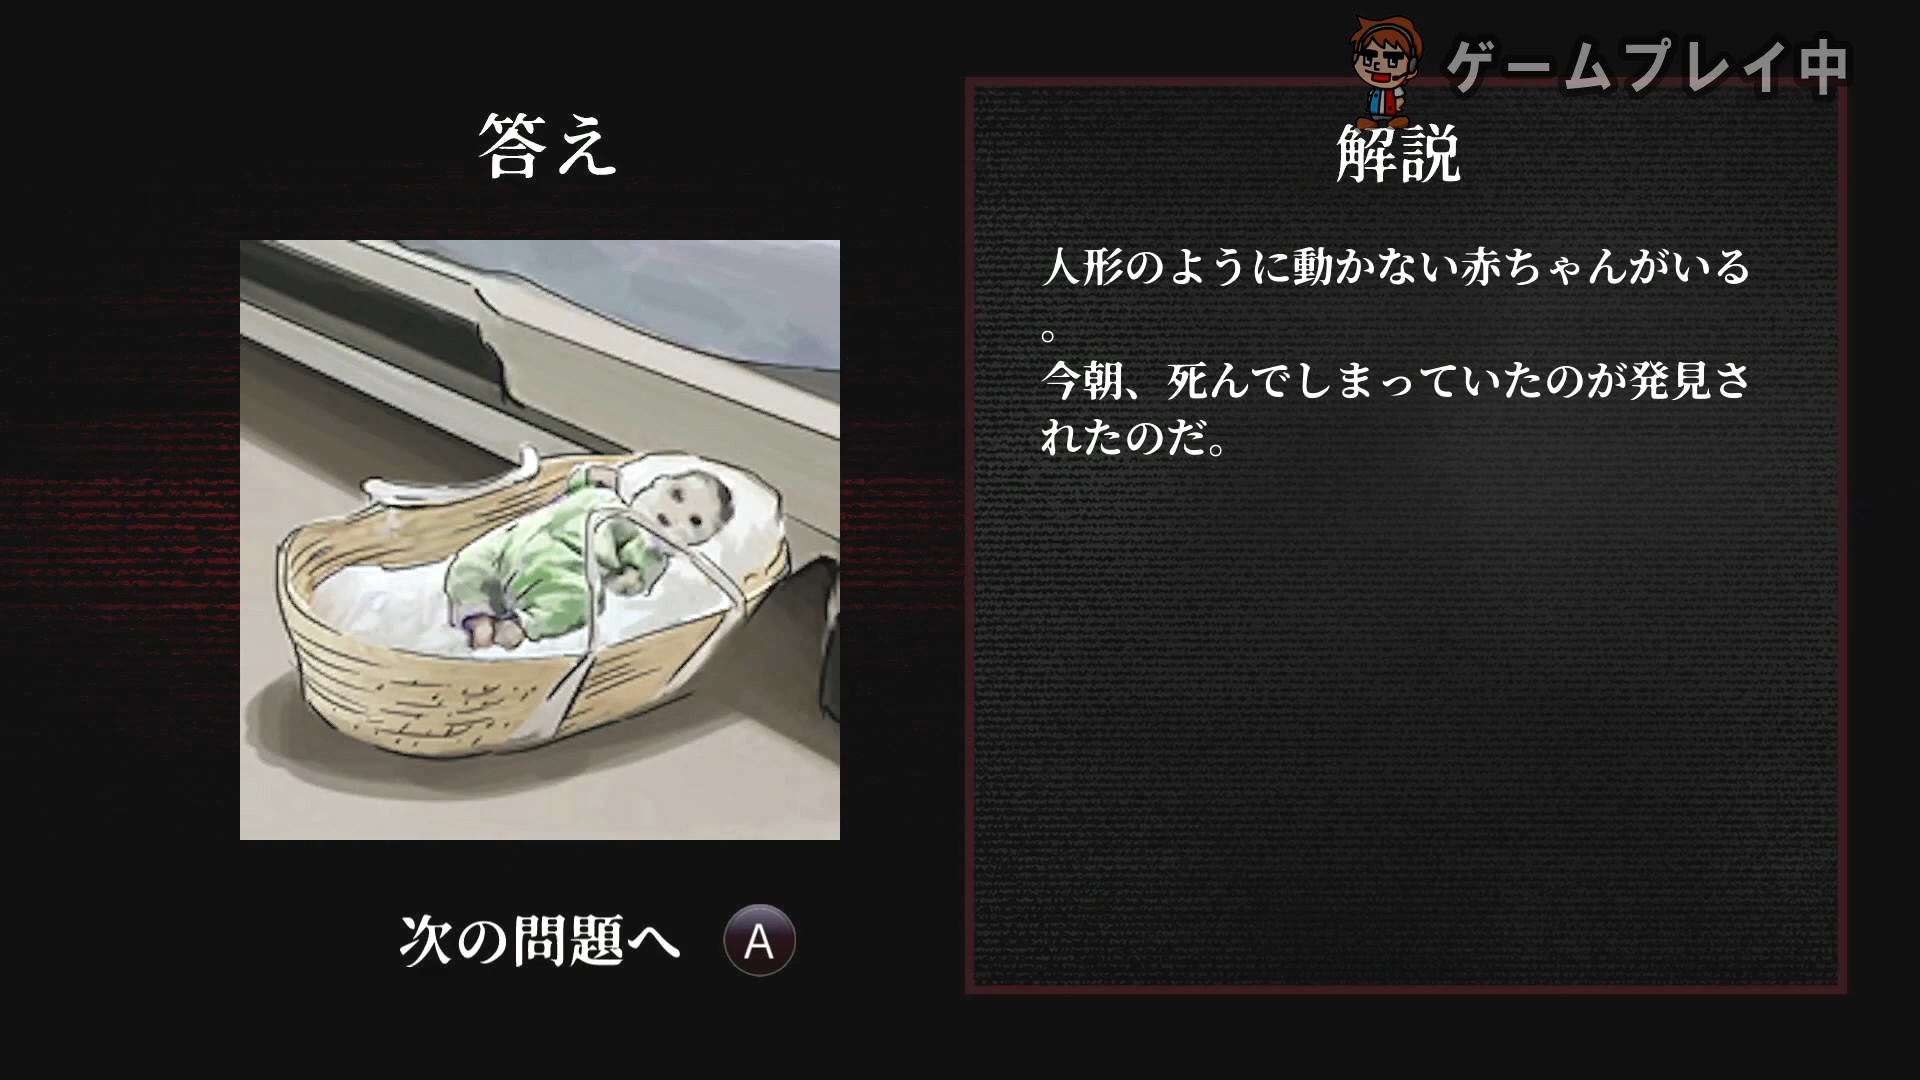 ゲームプレイ中
答え
解説
人形のように動かない赤ちゃんがいる
。
今朝、死んでしまっていたのが発見さ
れたのだ。
次の問題へ A